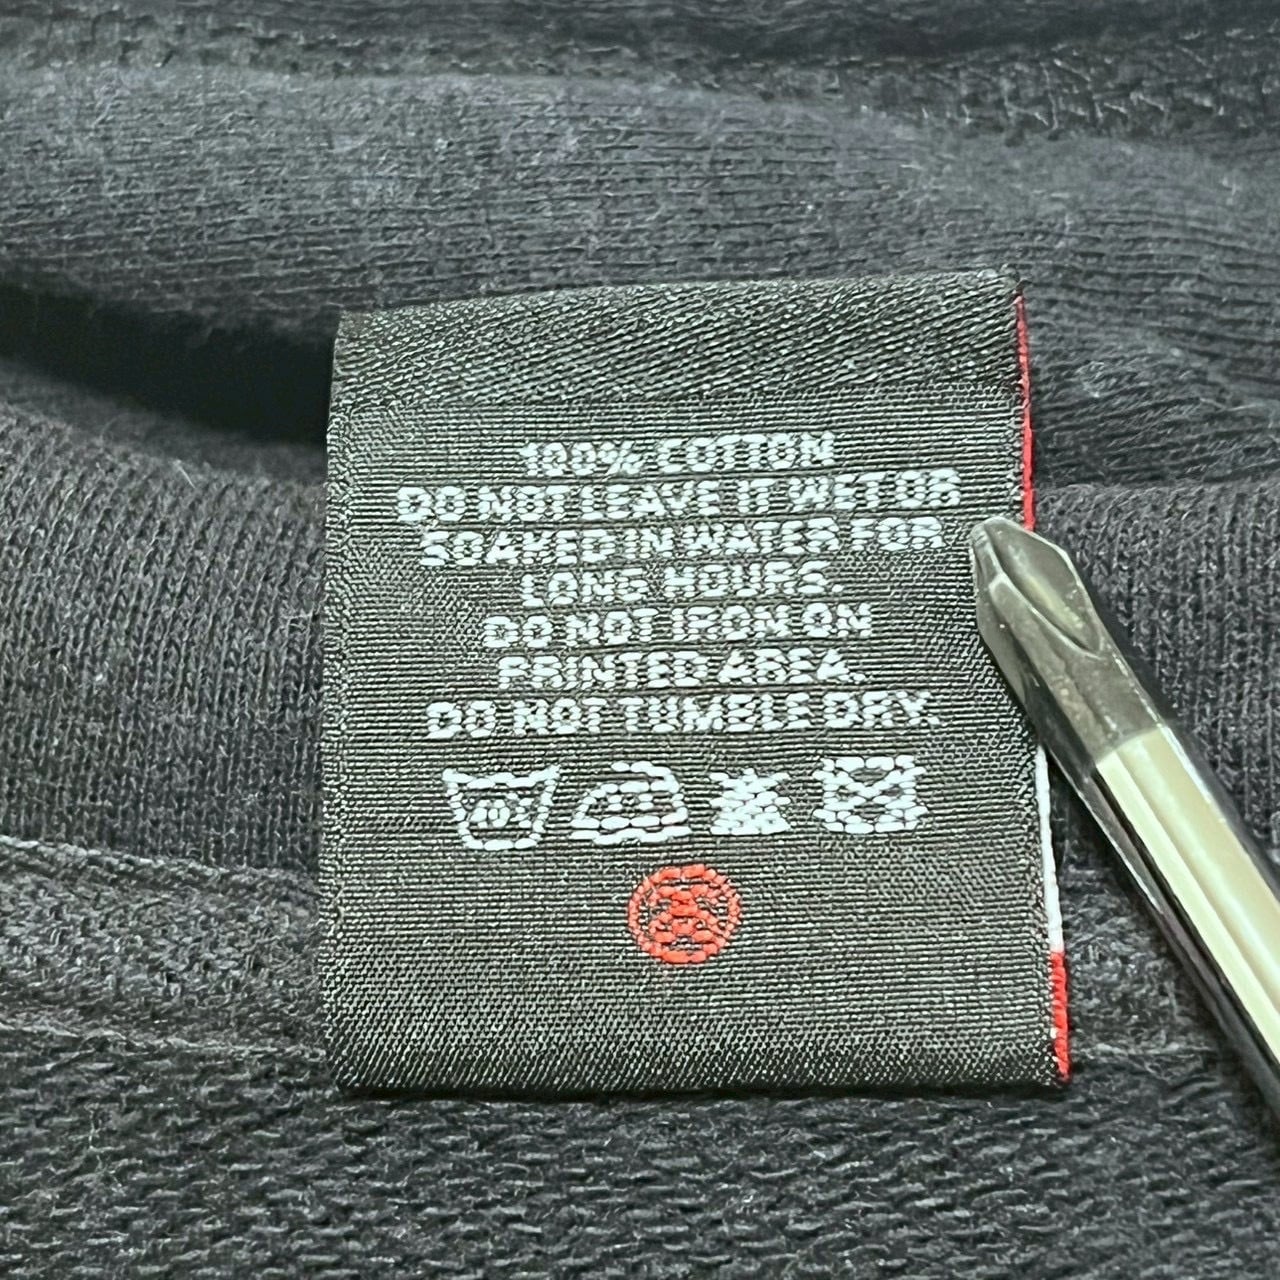 100% COTTON
DO NOT LEAVE IT WET OR
SOAKED IN WATER FOR
LONG HOURS.
DO NOT IRON ON
PRINTED AREA.
DO NOT TUMBLE DRY.
40